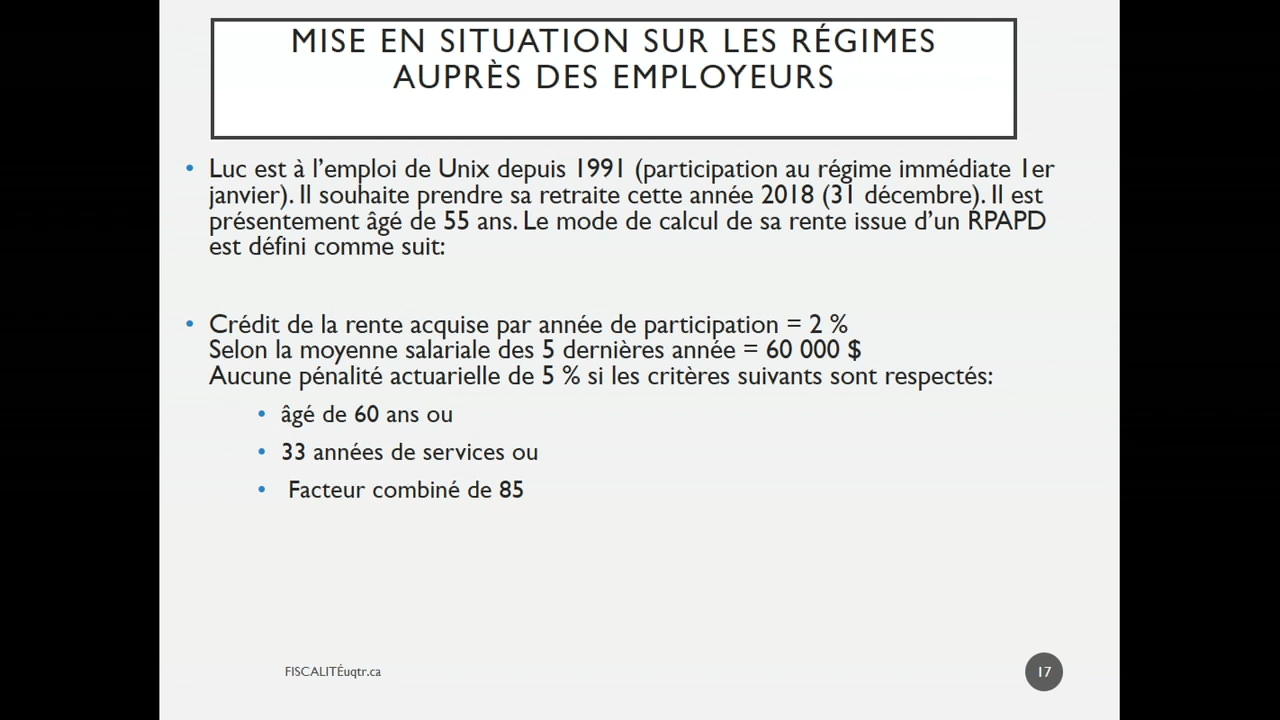 MISE EN SITUATION SUR LES RÉGIMES
AUPRÈS DES EMPLOYEURS
• Luc est à l’emploi de Unix depuis 1991 (participation au régime immédiate 1er
janvier). Il souhaite prendre sa retraite cette année 2018 (31 décembre). Il est
présentement âgé de 55 ans. Le mode de calcul de sa rente issue d’un RPAPD
est défini comme suit:
• Crédit de la rente acquise par année de participation = 2 %
Selon la moyenne salariale des 5 dernières année = 60 000 $
Aucune pénalité actuarielle de 5 % si les critères suivants sont respectés:
• âgé de 60 ans ou
• 33 années de services ou
• Facteur combiné de 85
FISCALITÉuqtr.ca
17